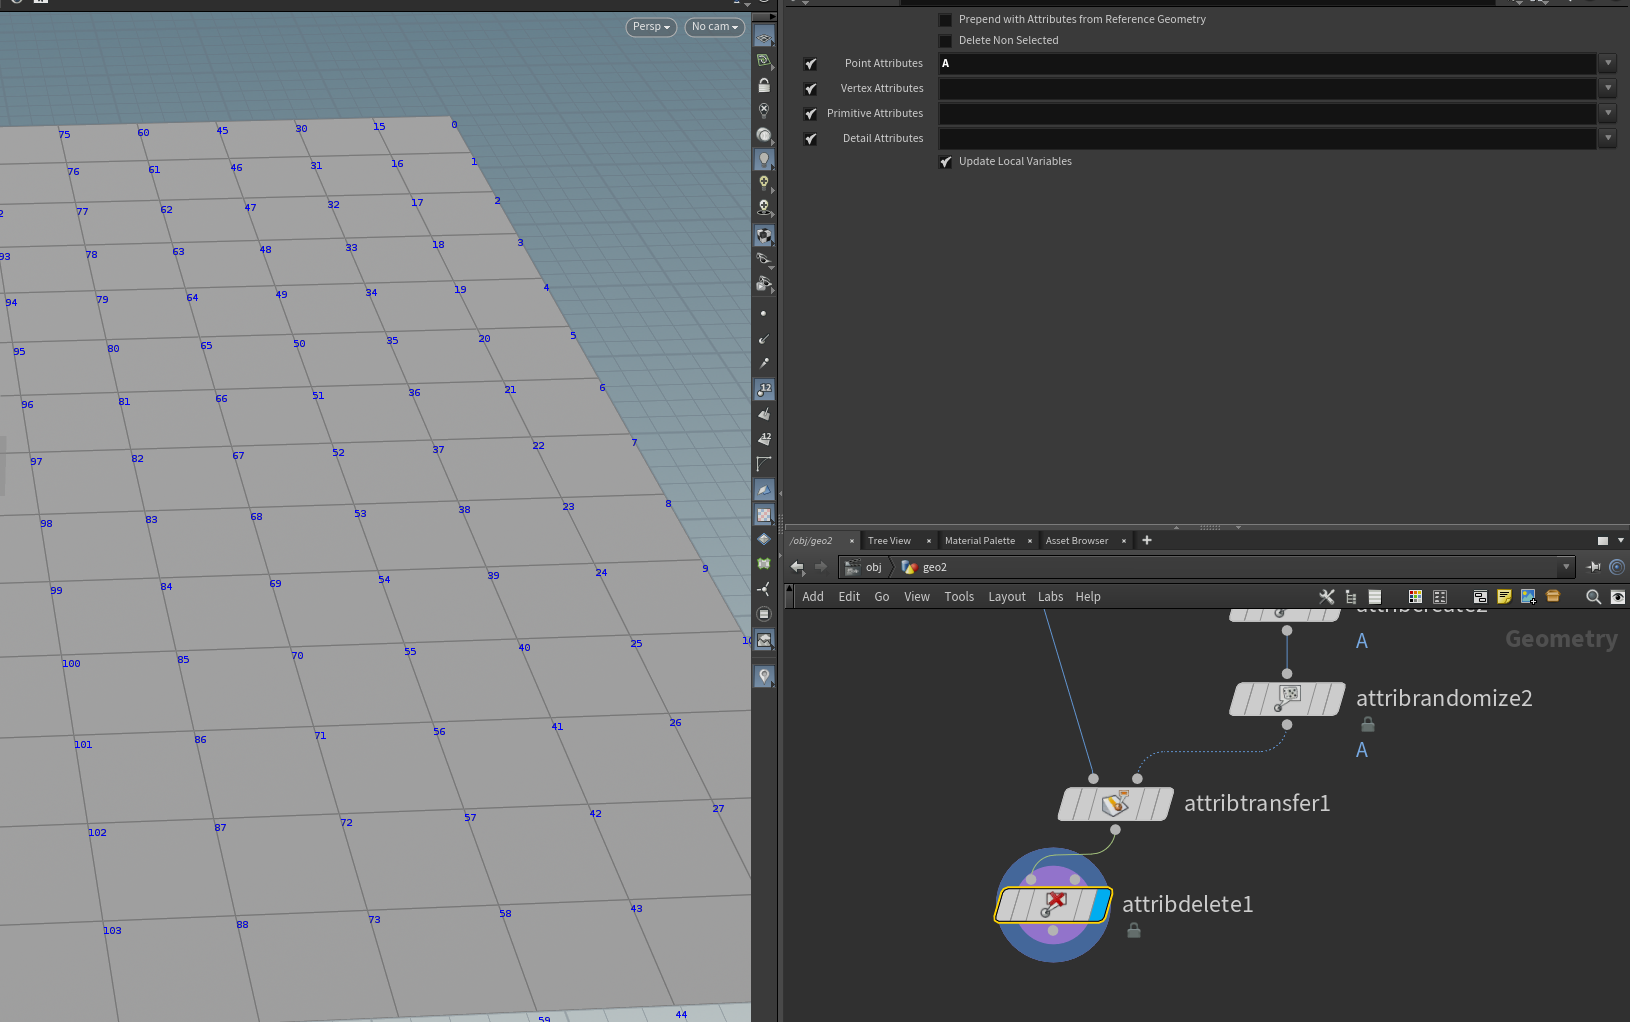 Persp
No cam
75 60 45 30 15 0
76 61 46 31 16 1
77 62 47 32 17 2
93 78 63 48 33 18 3
94 79 64 49 34 19 4
95 80 65 50 35 20 5
96 81 66 51 36 21 6
97 82 67 52 37 22 7
98 83 68 53 38 23 8
99 84 69 54 39 24 9
100 85 70 55 40 25 10
101 86 71 56 41 26
102 87 72 57 42 27
103 88 73 58 43
59 44
12
12
Prepend with Attributes from Reference Geometry
Delete Non Selected
Point Attributes A
Vertex Attributes
Primitive Attributes
Detail Attributes
Update Local Variables
/obj/geo2 × Tree View × Material Palette × Asset Browser × +
obj geo2
Add Edit Go View Tools Layout Labs Help
attribcreate2
A
Geometry
attribrandomize2
A
attribtransfer1
attribdelete1